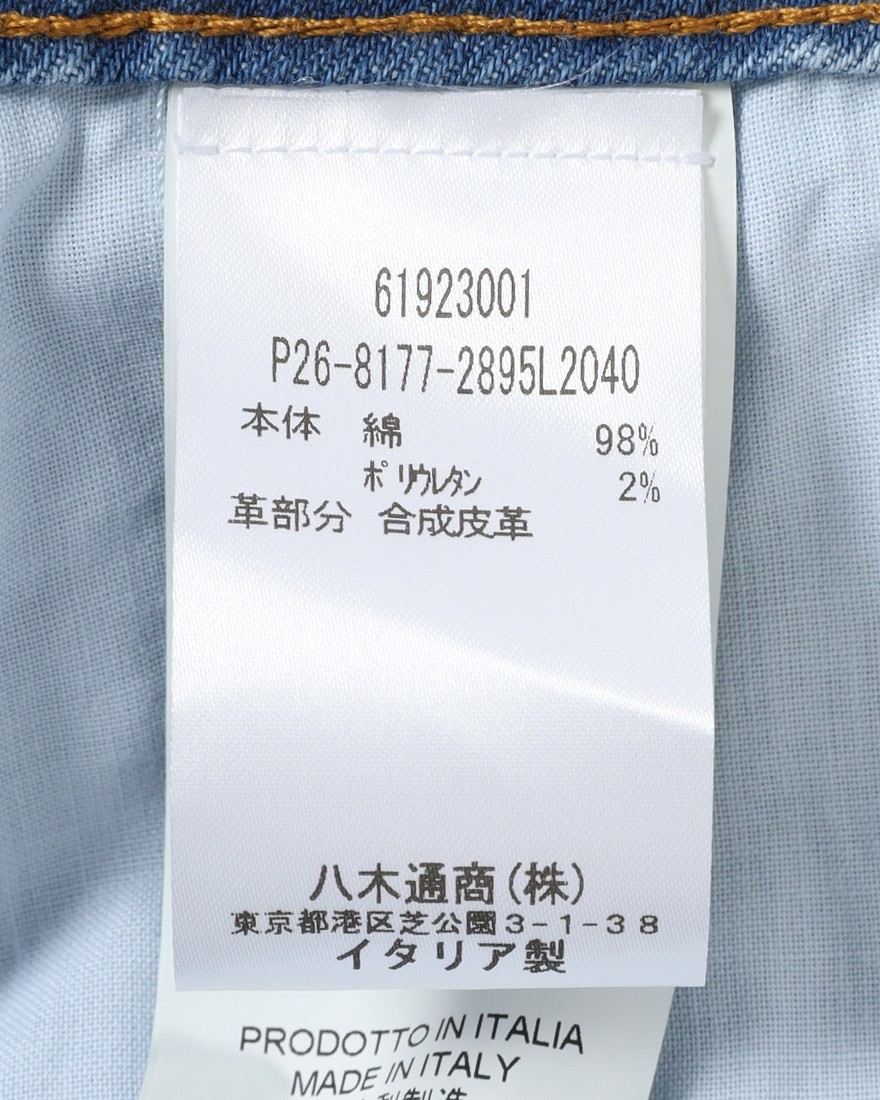 61923001
P26-8177-2895L2040
本体 綿 98%
ポリウレタン 2%
革部分 合成皮革
八木通商(株)
東京都港区芝公園3-1-38
イタリア製
PRODOTTO IN ITALIA
MADE IN ITALY